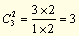 C₃² = (3×2)/(1×2) = 3